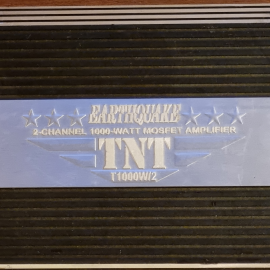 EARTHQUAKE
2-CHANNEL 1000-WATT MOSFET AMPLIFIER
TNT
T1000W/2